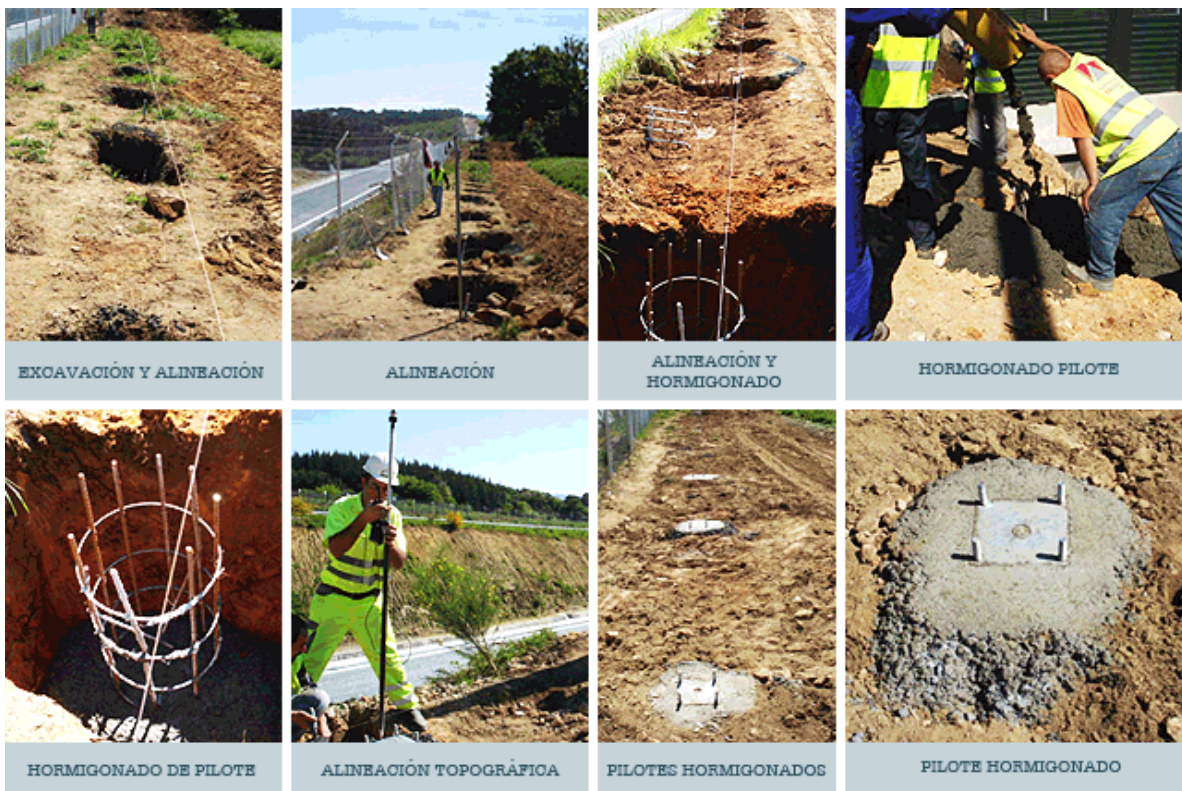 EXCAVACIÓN Y ALINEACIÓN
ALINEACIÓN
ALINEACIÓN Y
HORMIGONADO
HORMIGONADO PILOTE
HORMIGONADO DE PILOTE
ALINEACIÓN TOPOGRÁFICA
PILOTES HORMIGONADOS
PILOTE HORMIGONADO